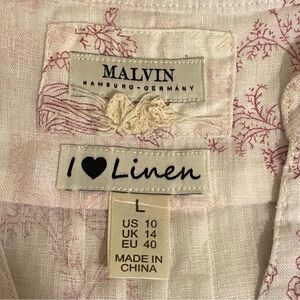 MALVIN
HAMBURG-GERMANY
I ♥ Linen
L
US 10
UK 14
EU 40
MADE IN
CHINA